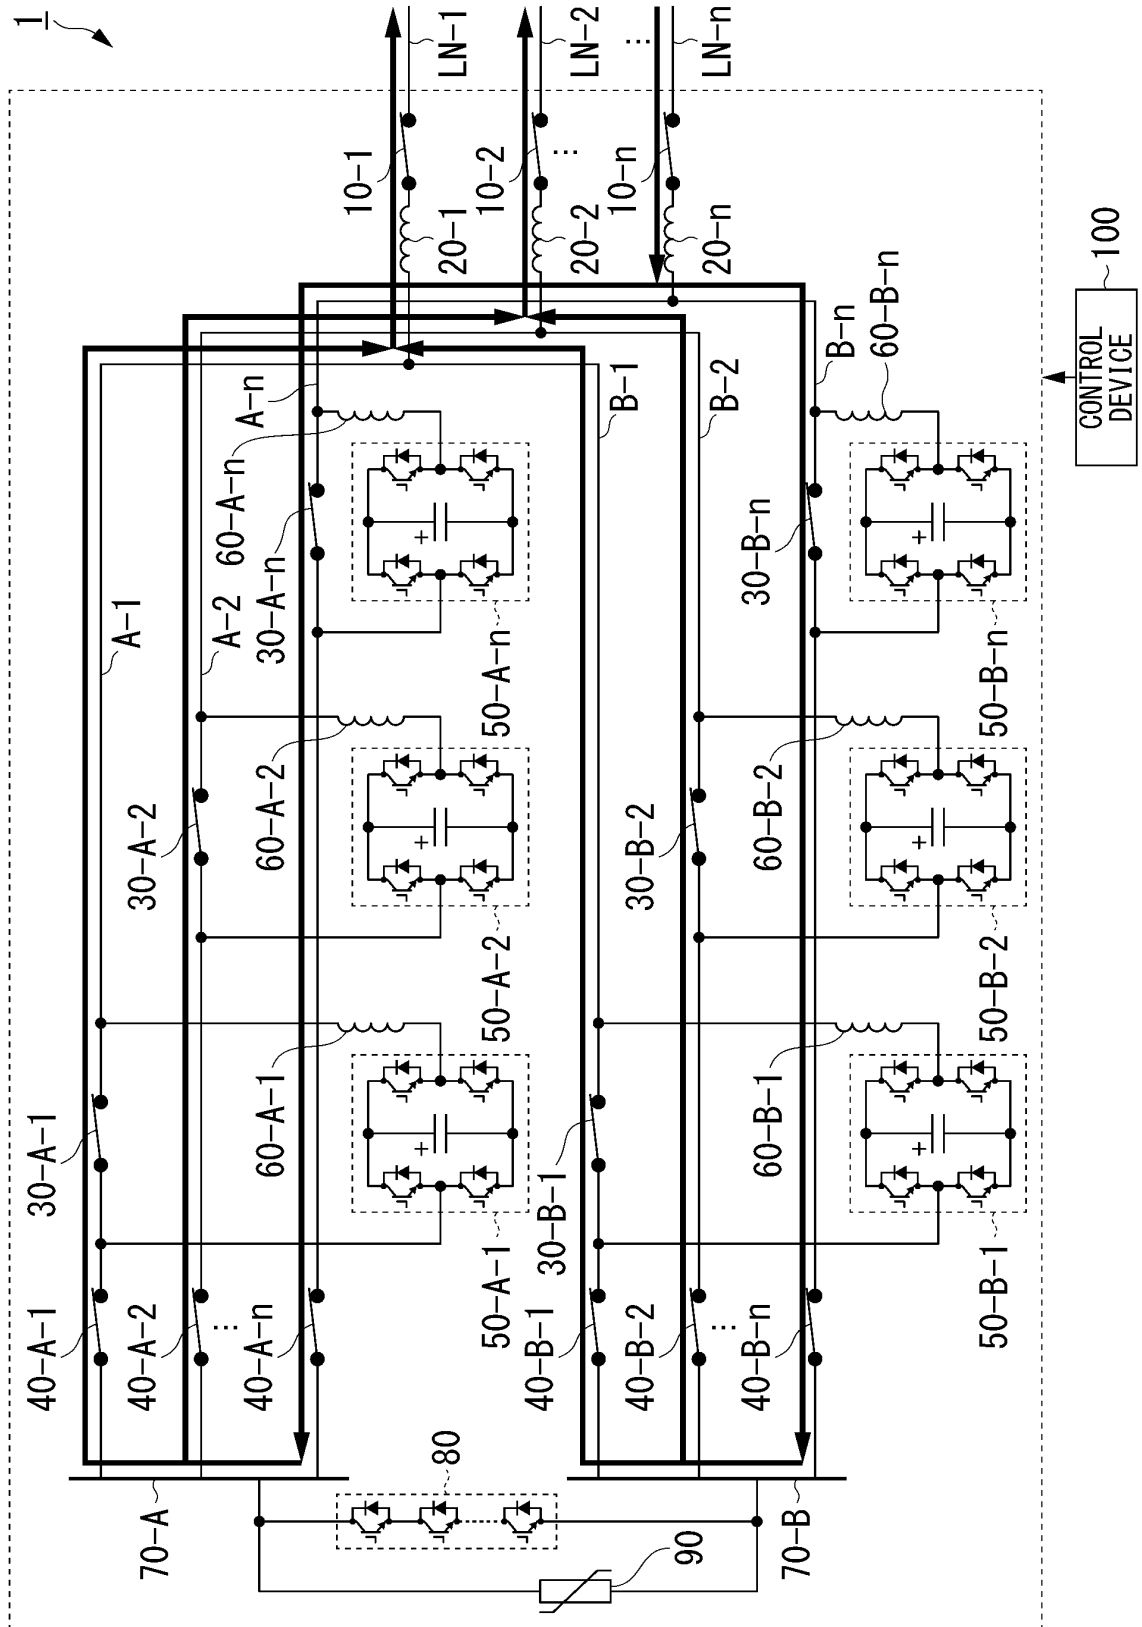 1
LN-1
LN-2
...
LN-n
10-1
10-2
...
10-n
20-1
20-2
20-n
100
CONTROL
DEVICE
A-n
60-A-n
30-A-n
B-1
B-2
B-n
60-B-n
A-1
A-2
30-B-n
50-A-n
50-B-n
30-A-2
60-A-2
30-B-2
60-B-2
50-A-2
50-B-2
30-A-1
60-A-1
30-B-1
60-B-1
50-A-1
50-B-1
40-A-1
40-A-2
...
40-A-n
40-B-1
40-B-2
...
40-B-n
70-A
80
90
70-B
+
+
+
+
+
+